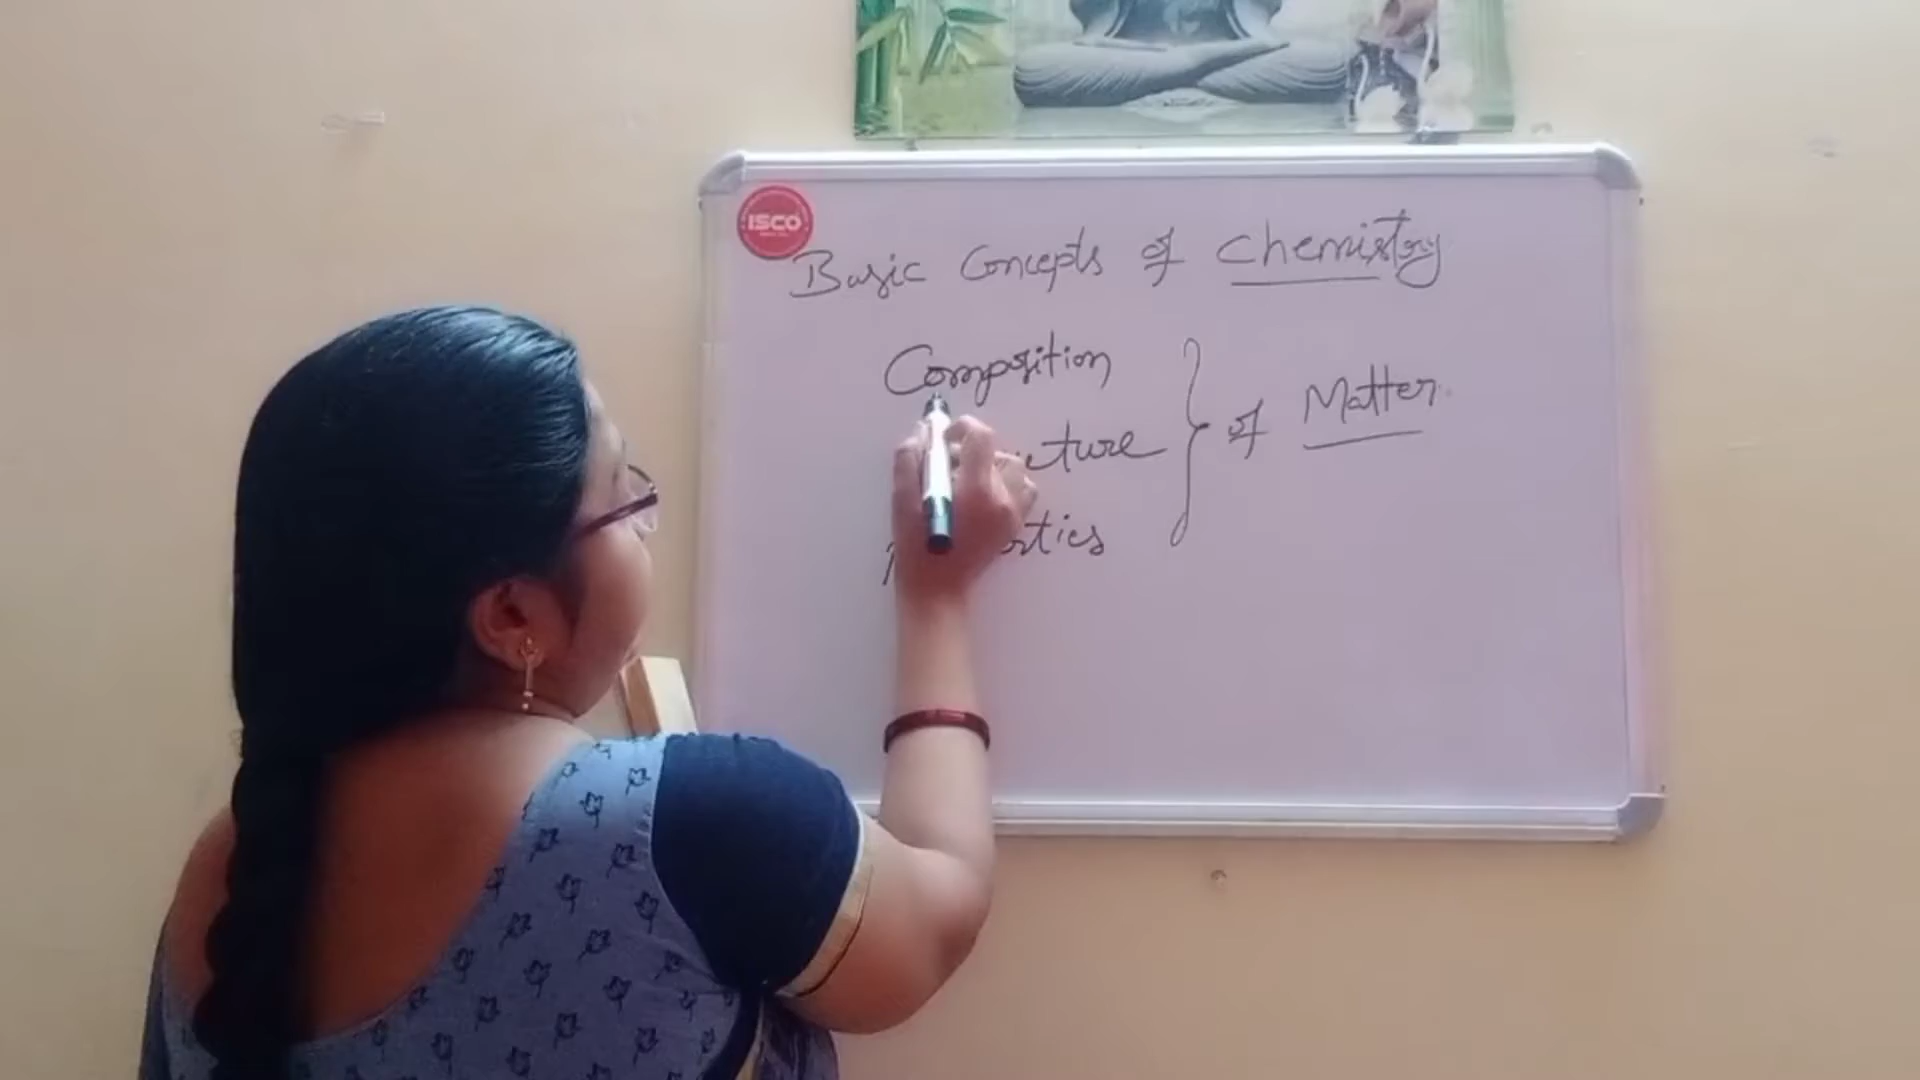 ISCO
Basic Concepts of Chemistry
Composition
of Matter.